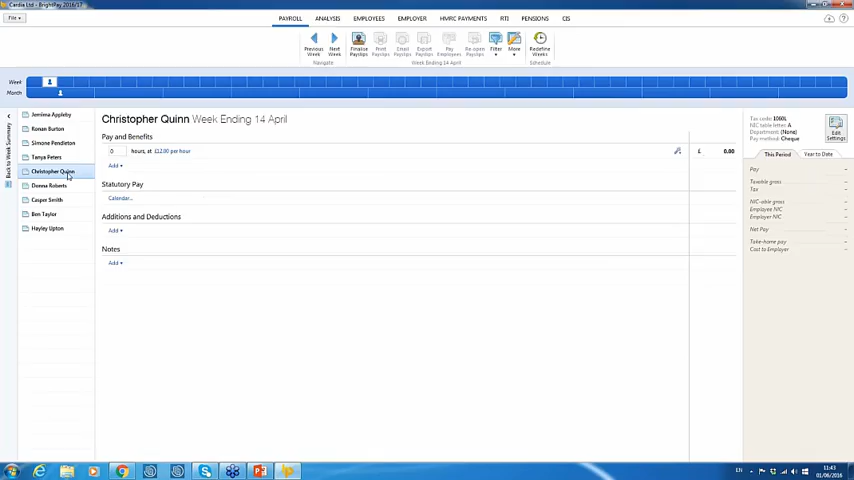 Cardia Ltd - BrightPay 2016/17
File
PAYROLL ANALYSIS EMPLOYEES EMPLOYER HMRC PAYMENTS RTI PENSIONS CIS
Previous Week
Next Week
Finalise Payslips
Print Payslips
Email Payslips
Export Payslips
Pay Employees
Re-open Payslips
Filter
More
Redefine Weeks
Navigate
Week Ending 14 April
Schedule
Week
Month
Back to Week Summary
Jemima Appleby
Ronan Burton
Simone Pendleton
Tanya Peters
Christopher Quinn
Donna Roberts
Casper Smith
Ben Taylor
Hayley Upton
Christopher Quinn Week Ending 14 April
Pay and Benefits
0 hours, at £12.00 per hour £ 0.00
Add
Statutory Pay
Calendar...
Additions and Deductions
Add
Notes
Add
Tax code: 1060L
NIC table letter: A
Department: (None)
Pay method: Cheque
Edit Settings
This Period Year to Date
Pay –
Taxable gross –
Tax –
NIC-able gross –
Employee NIC –
Employer NIC –
Net Pay –
Take-home pay –
Cost to Employer –
EN
11:43
01/06/2016